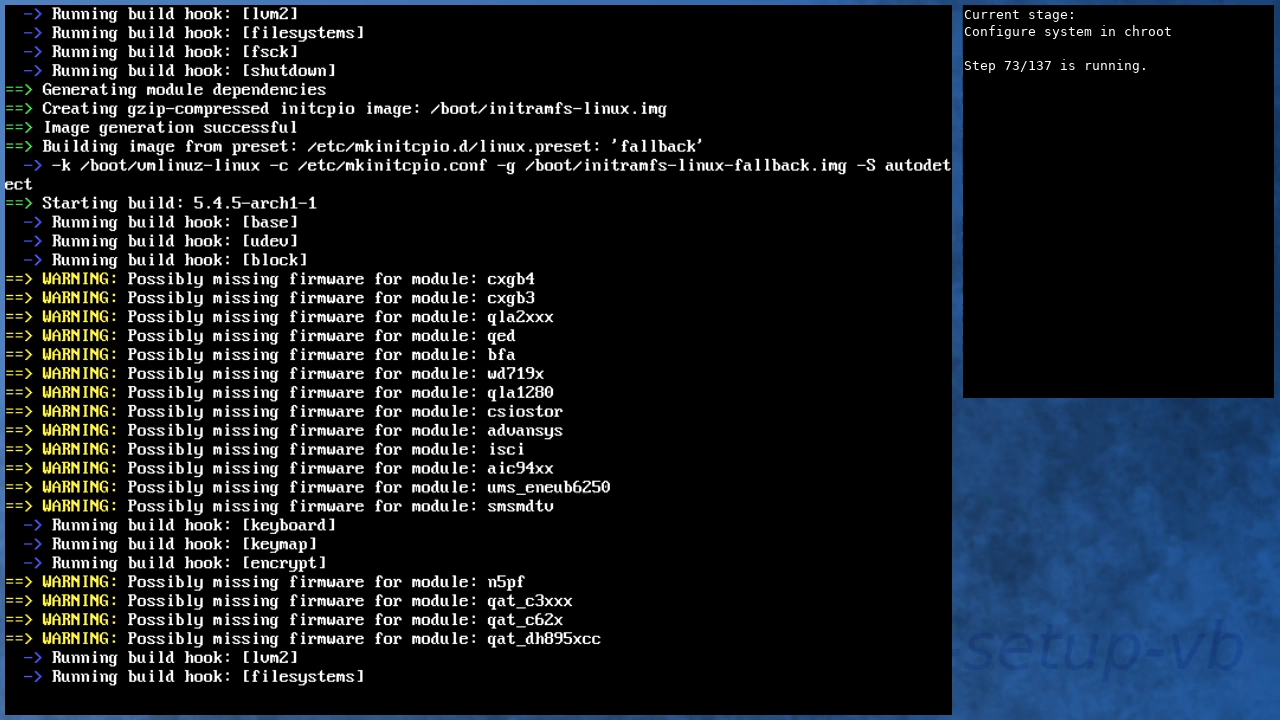 -> Running build hook: [lvm2]
-> Running build hook: [filesystems]
-> Running build hook: [fsck]
-> Running build hook: [shutdown]
==> Generating module dependencies
==> Creating gzip-compressed initcpio image: /boot/initramfs-linux.img
==> Image generation successful
==> Building image from preset: /etc/mkinitcpio.d/linux.preset: 'fallback'
-> -k /boot/vmlinuz-linux -c /etc/mkinitcpio.conf -g /boot/initramfs-linux-fallback.img -S autodet
ect
==> Starting build: 5.4.5-arch1-1
-> Running build hook: [base]
-> Running build hook: [udev]
-> Running build hook: [block]
==> WARNING: Possibly missing firmware for module: cxgb4
==> WARNING: Possibly missing firmware for module: cxgb3
==> WARNING: Possibly missing firmware for module: qla2xxx
==> WARNING: Possibly missing firmware for module: qed
==> WARNING: Possibly missing firmware for module: bfa
==> WARNING: Possibly missing firmware for module: wd719x
==> WARNING: Possibly missing firmware for module: qla1280
==> WARNING: Possibly missing firmware for module: csiostor
==> WARNING: Possibly missing firmware for module: advansys
==> WARNING: Possibly missing firmware for module: isci
==> WARNING: Possibly missing firmware for module: aic94xx
==> WARNING: Possibly missing firmware for module: ums_eneub6250
==> WARNING: Possibly missing firmware for module: smsmdtv
-> Running build hook: [keyboard]
-> Running build hook: [keymap]
-> Running build hook: [encrypt]
==> WARNING: Possibly missing firmware for module: n5pf
==> WARNING: Possibly missing firmware for module: qat_c3xxx
==> WARNING: Possibly missing firmware for module: qat_c62x
==> WARNING: Possibly missing firmware for module: qat_dh895xcc
-> Running build hook: [lvm2]
-> Running build hook: [filesystems]
Current stage:
Configure system in chroot
Step 73/137 is running.
-setup-vb